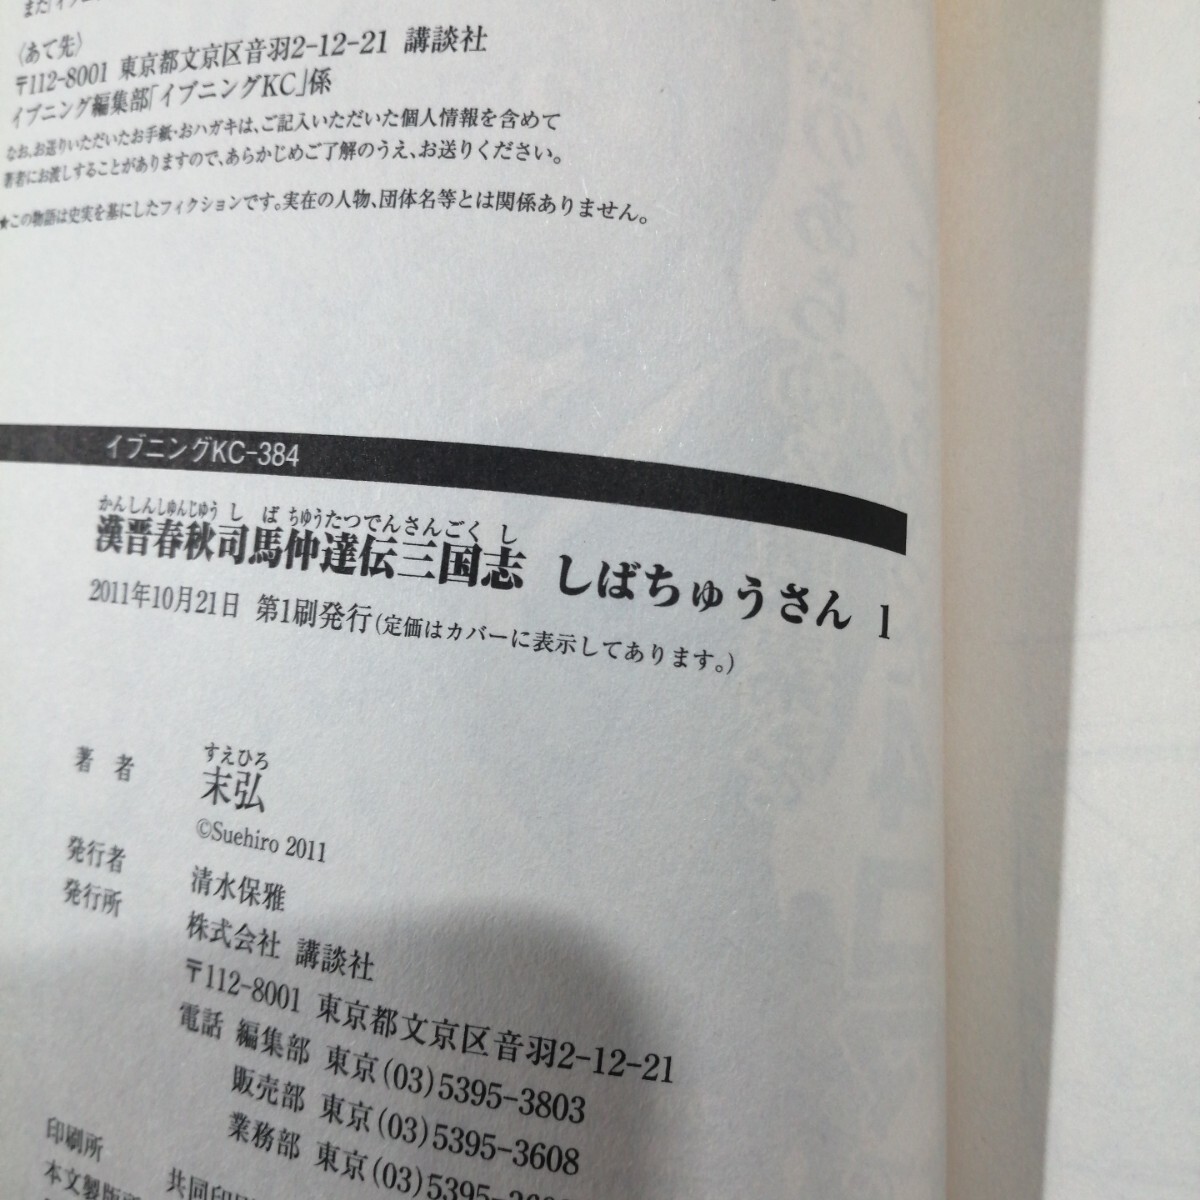 〈あて先〉
〒112-8001 東京都文京区音羽2-12-21 講談社
イブニング編集部「イブニングKC」係
なお、お送りいただいたお手紙・おハガキは、ご記入いただいた個人情報を含めて
著者にお渡しすることがありますので、あらかじめご了解のうえ、お送りください。
★この物語は史実を基にしたフィクションです。実在の人物、団体名等とは関係ありません。
イブニングKC-384
かんしんしゅんじゅう し ば ちゅうたつでんさんごく し
漢晋春秋司馬仲達伝三国志 しばちゅうさん 1
2011年10月21日 第1刷発行(定価はカバーに表示してあります。)
すえひろ
著者 末弘
©Suehiro 2011
発行者 清水保雅
発行所 株式会社 講談社
〒112-8001 東京都文京区音羽2-12-21
電話 編集部 東京(03)5395-3803
販売部 東京(03)5395-3608
業務部 東京(03)5395-
印刷所 共同印
本文製版